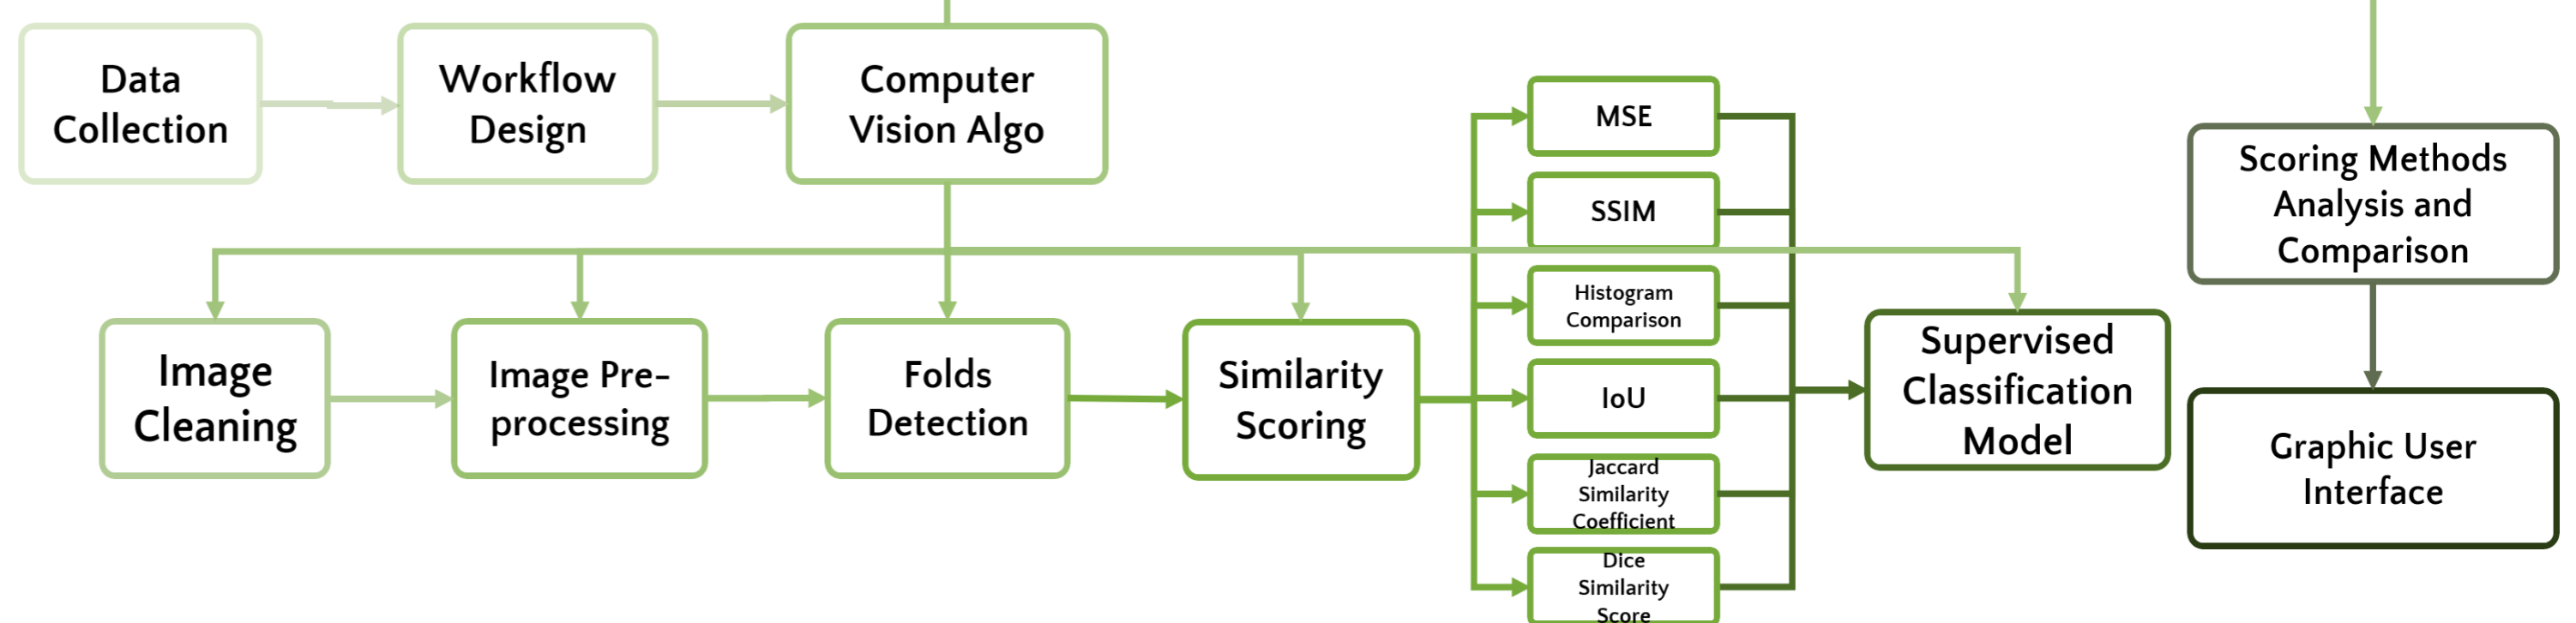 Data
Collection
Workflow
Design
Computer
Vision Algo
Image
Cleaning
Image Pre-
processing
Folds
Detection
Similarity
Scoring
MSE
SSIM
Histogram
Comparison
IoU
Jaccard
Similarity
Coefficient
Dice
Similarity
Score
Supervised
Classification
Model
Scoring Methods
Analysis and
Comparison
Graphic User
Interface